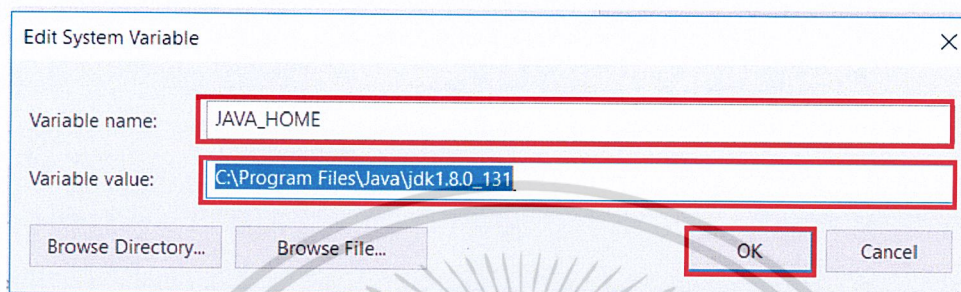 Edit System Variable
Variable name: JAVA_HOME
Variable value: C:\Program Files\Java\jdk1.8.0_131
Browse Directory... Browse File... OK Cancel